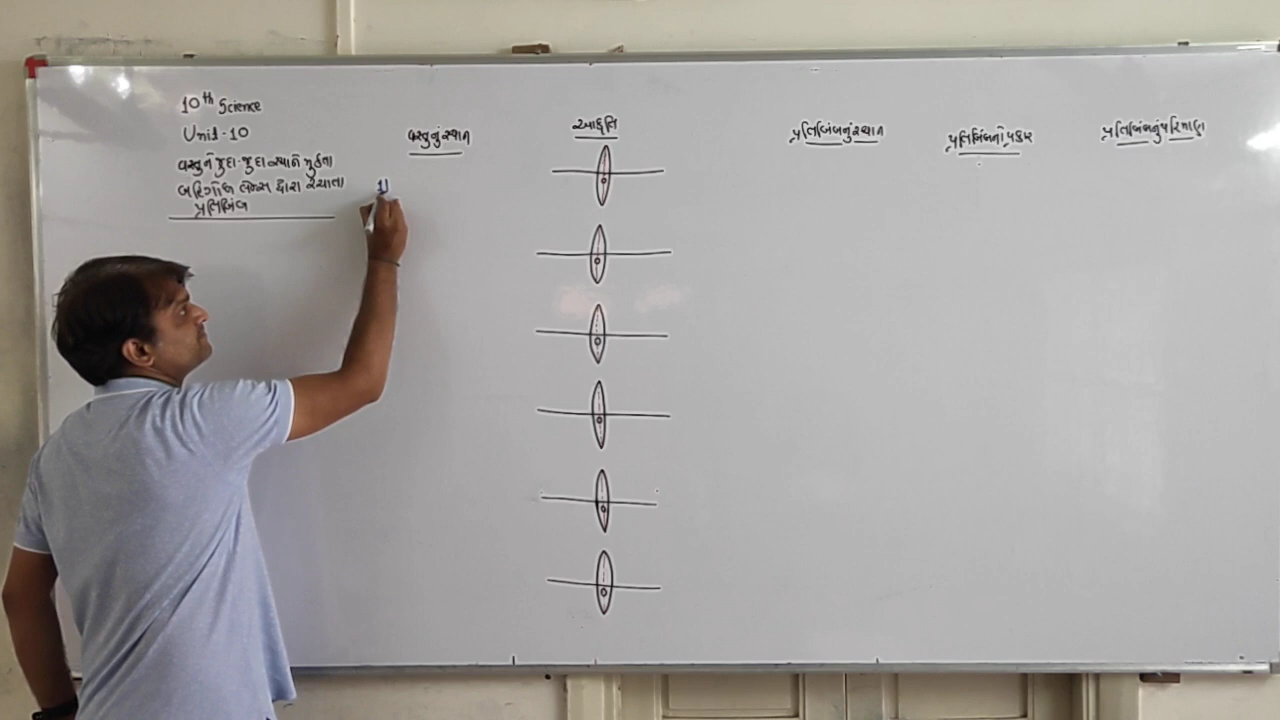 10th Science
Unit-10
વસ્તુને જુદા-જુદા સ્થાને મુકતા
બહિર્ગોળ લેન્સ દ્વારા રચાતા
પ્રતિબિંબ
વસ્તુનું સ્થાન
આકૃતિ
પ્રતિબિંબનું સ્થાન
પ્રતિબિંબનો પ્રકાર
પ્રતિબિંબનું પરિમાણ
1)